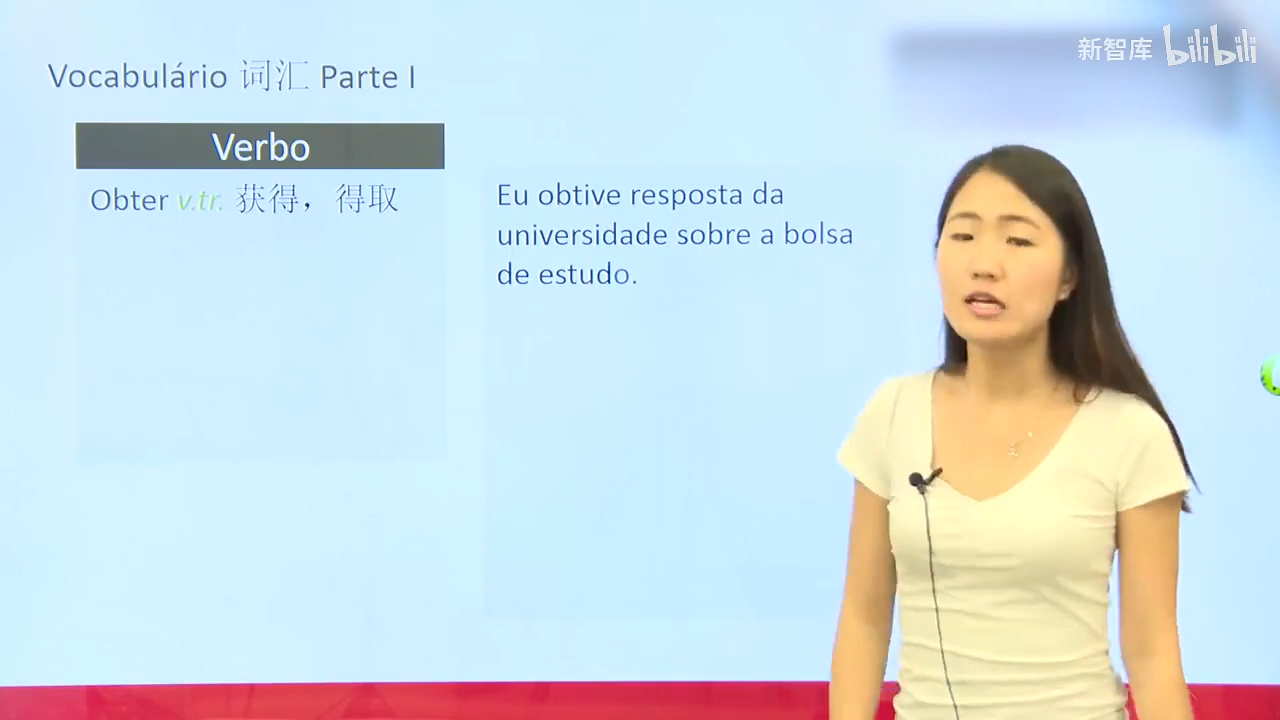 新智库 bilibili
Vocabulário 词汇 Parte I
Verbo
Obter v.tr. 获得，得取
Eu obtive resposta da
universidade sobre a bolsa
de estudo.